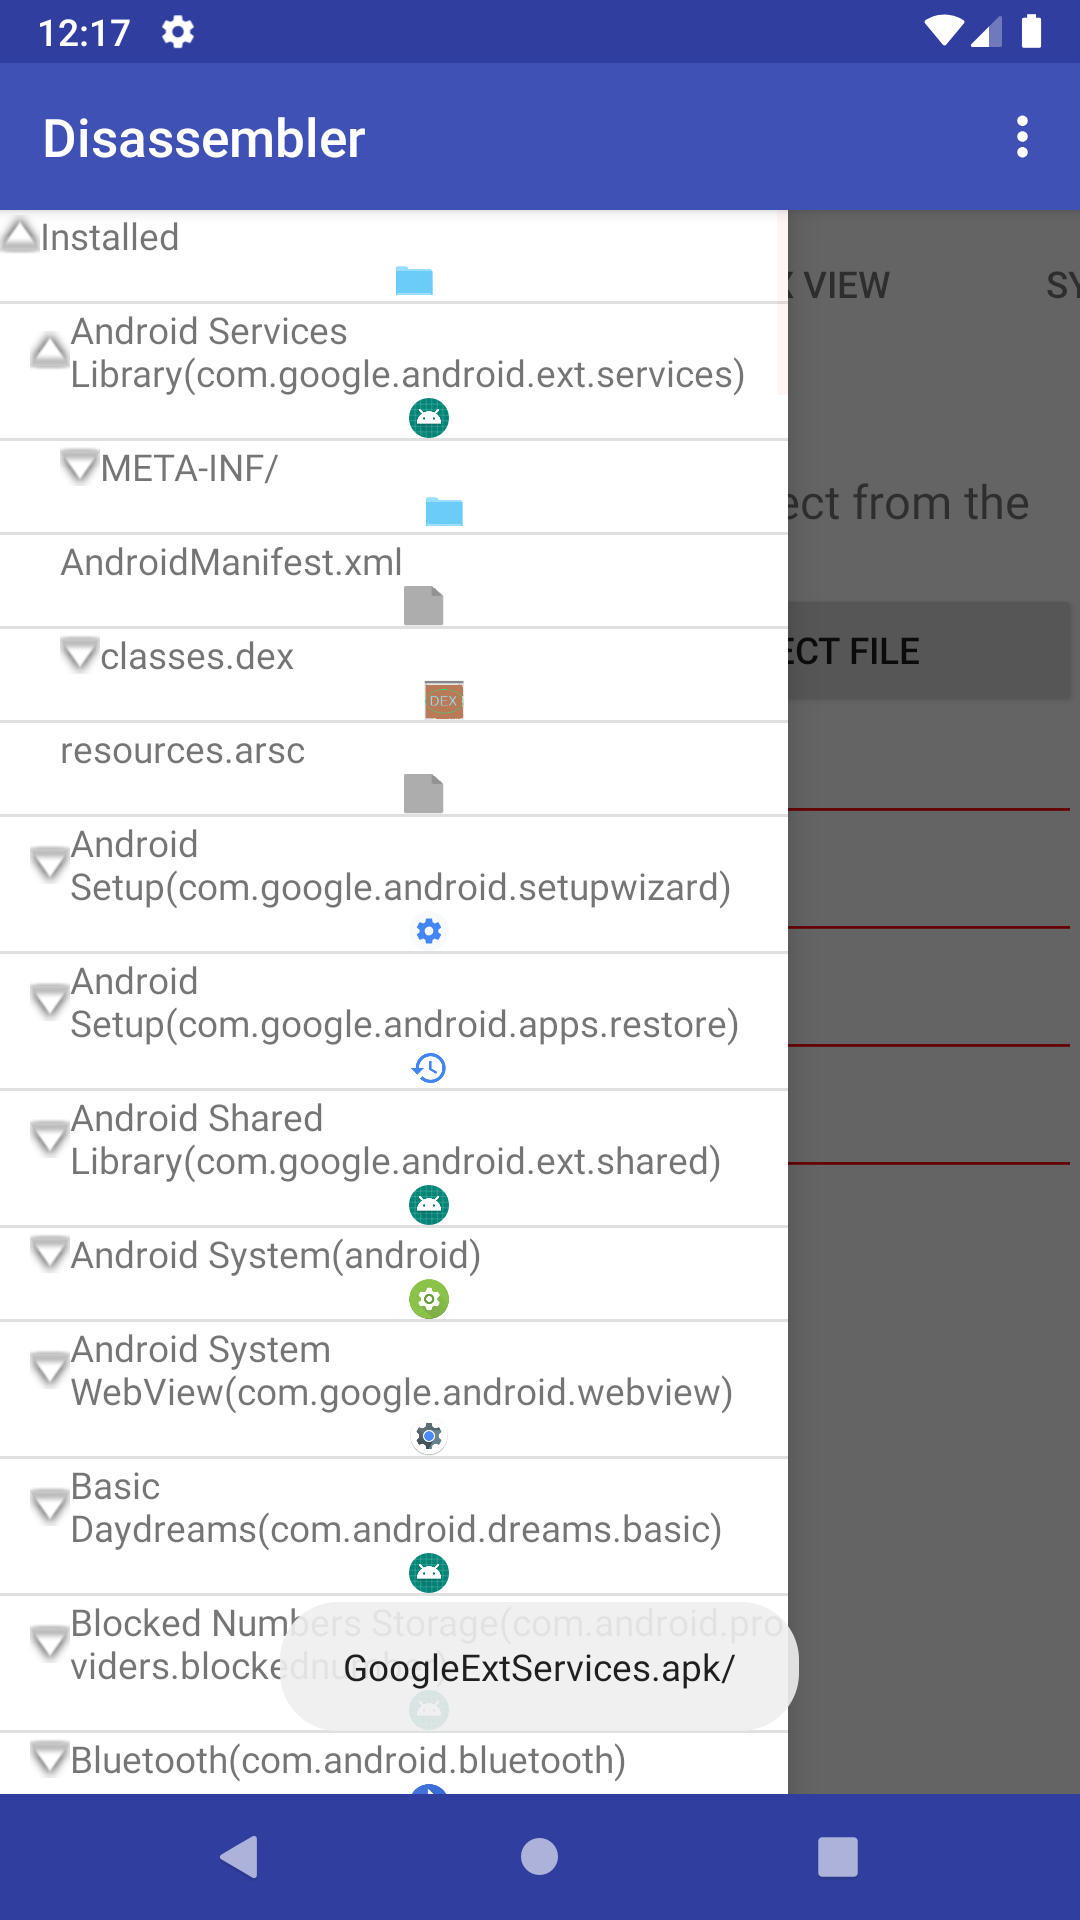 12:17
Disassembler
Installed
VIEW
SY
Android Services
Library(com.google.android.ext.services)
META-INF/
ect from the
AndroidManifest.xml
classes.dex
ECT FILE
DEX
resources.arsc
Android
Setup(com.google.android.setupwizard)
Android
Setup(com.google.android.apps.restore)
Android Shared
Library(com.google.android.ext.shared)
Android System(android)
Android System
WebView(com.google.android.webview)
Basic
Daydreams(com.android.dreams.basic)
Blocked Numbers Storage(com.android.pro
viders.blockednumber)
GoogleExtServices.apk/
Bluetooth(com.android.bluetooth)